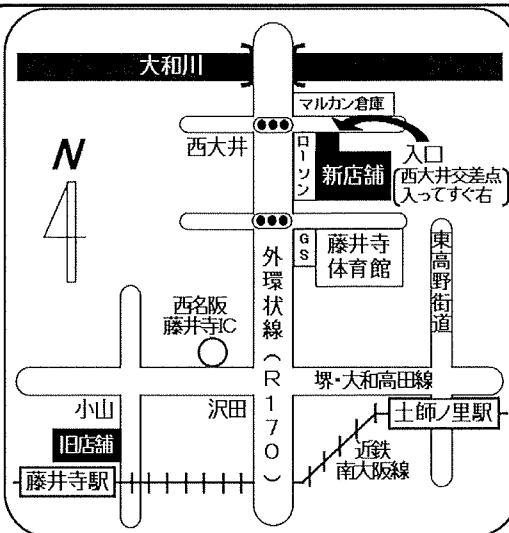 大和川
マルカン倉庫
西大井
ローソン
新店舗
入口
西大井交差点
入ってすぐ右
N
GS
藤井寺
体育館
東高野街道
外環状線(R170)
西名阪
藤井寺IC
堺・大和高田線
小山
沢田
土師ノ里駅
旧店舗
近鉄
南大阪線
藤井寺駅